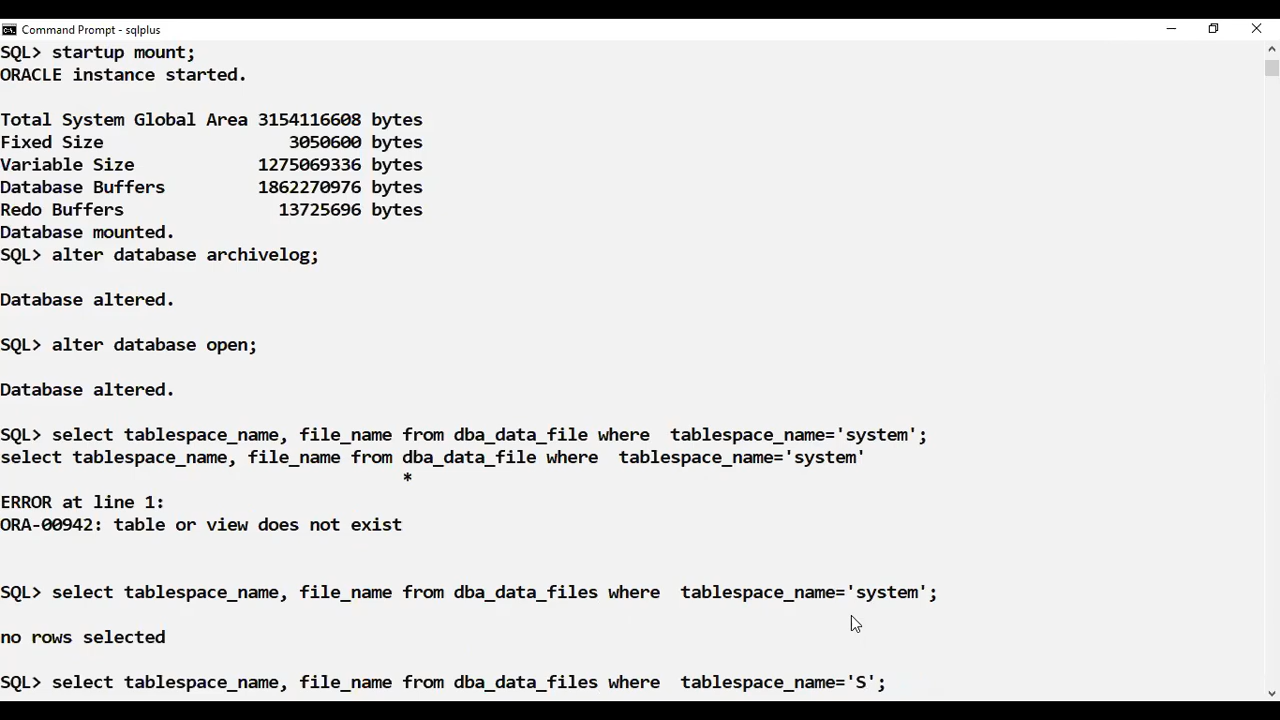 Command Prompt - sqlplus
SQL> startup mount;
ORACLE instance started.
Total System Global Area 3154116608 bytes
Fixed Size                  3050600 bytes
Variable Size            1275069336 bytes
Database Buffers         1862270976 bytes
Redo Buffers               13725696 bytes
Database mounted.
SQL> alter database archivelog;
Database altered.
SQL> alter database open;
Database altered.
SQL> select tablespace_name, file_name from dba_data_file where  tablespace_name='system';
select tablespace_name, file_name from dba_data_file where  tablespace_name='system'
*
ERROR at line 1:
ORA-00942: table or view does not exist
SQL> select tablespace_name, file_name from dba_data_files where  tablespace_name='system';
no rows selected
SQL> select tablespace_name, file_name from dba_data_files where  tablespace_name='S';